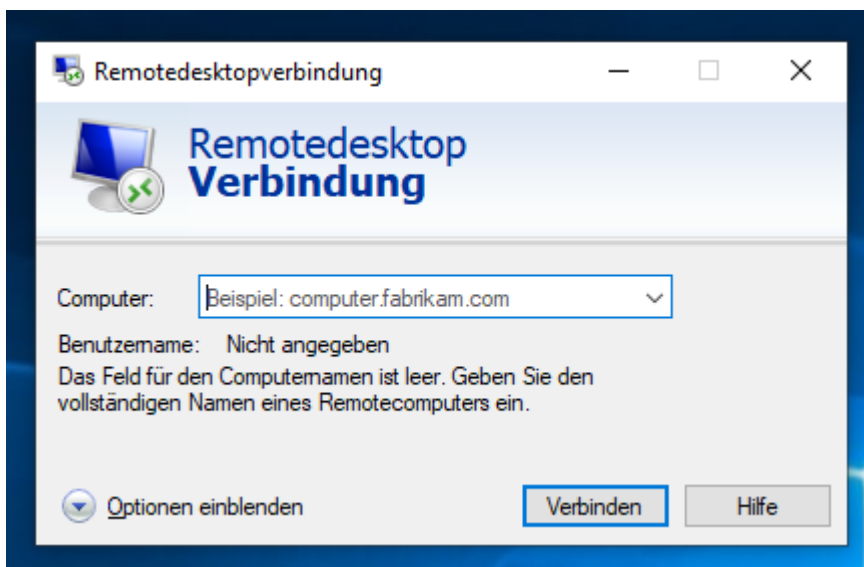 Remotedesktopverbindung
Remotedesktop
Verbindung
Computer: Beispiel: computer.fabrikam.com
Benutzername: Nicht angegeben
Das Feld für den Computernamen ist leer. Geben Sie den
vollständigen Namen eines Remotecomputers ein.
Optionen einblenden Verbinden Hilfe